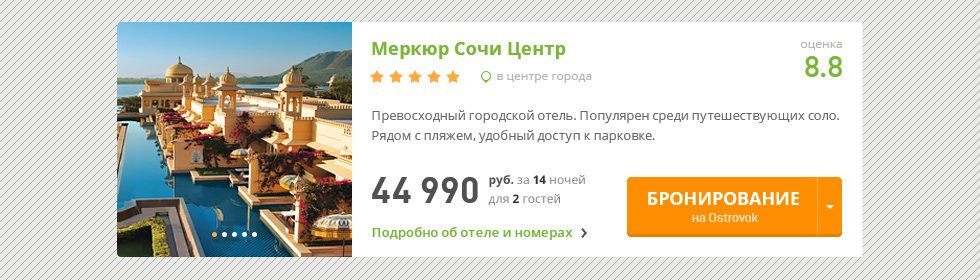 Меркюр Сочи Центр
оценка
в центре города
8.8
Превосходный городской отель. Популярен среди путешествующих соло.
Рядом с пляжем, удобный доступ к парковке.
44 990
руб. за 14 ночей
для 2 гостей
БРОНИРОВАНИЕ
на Ostrovok
Подробно об отеле и номерах